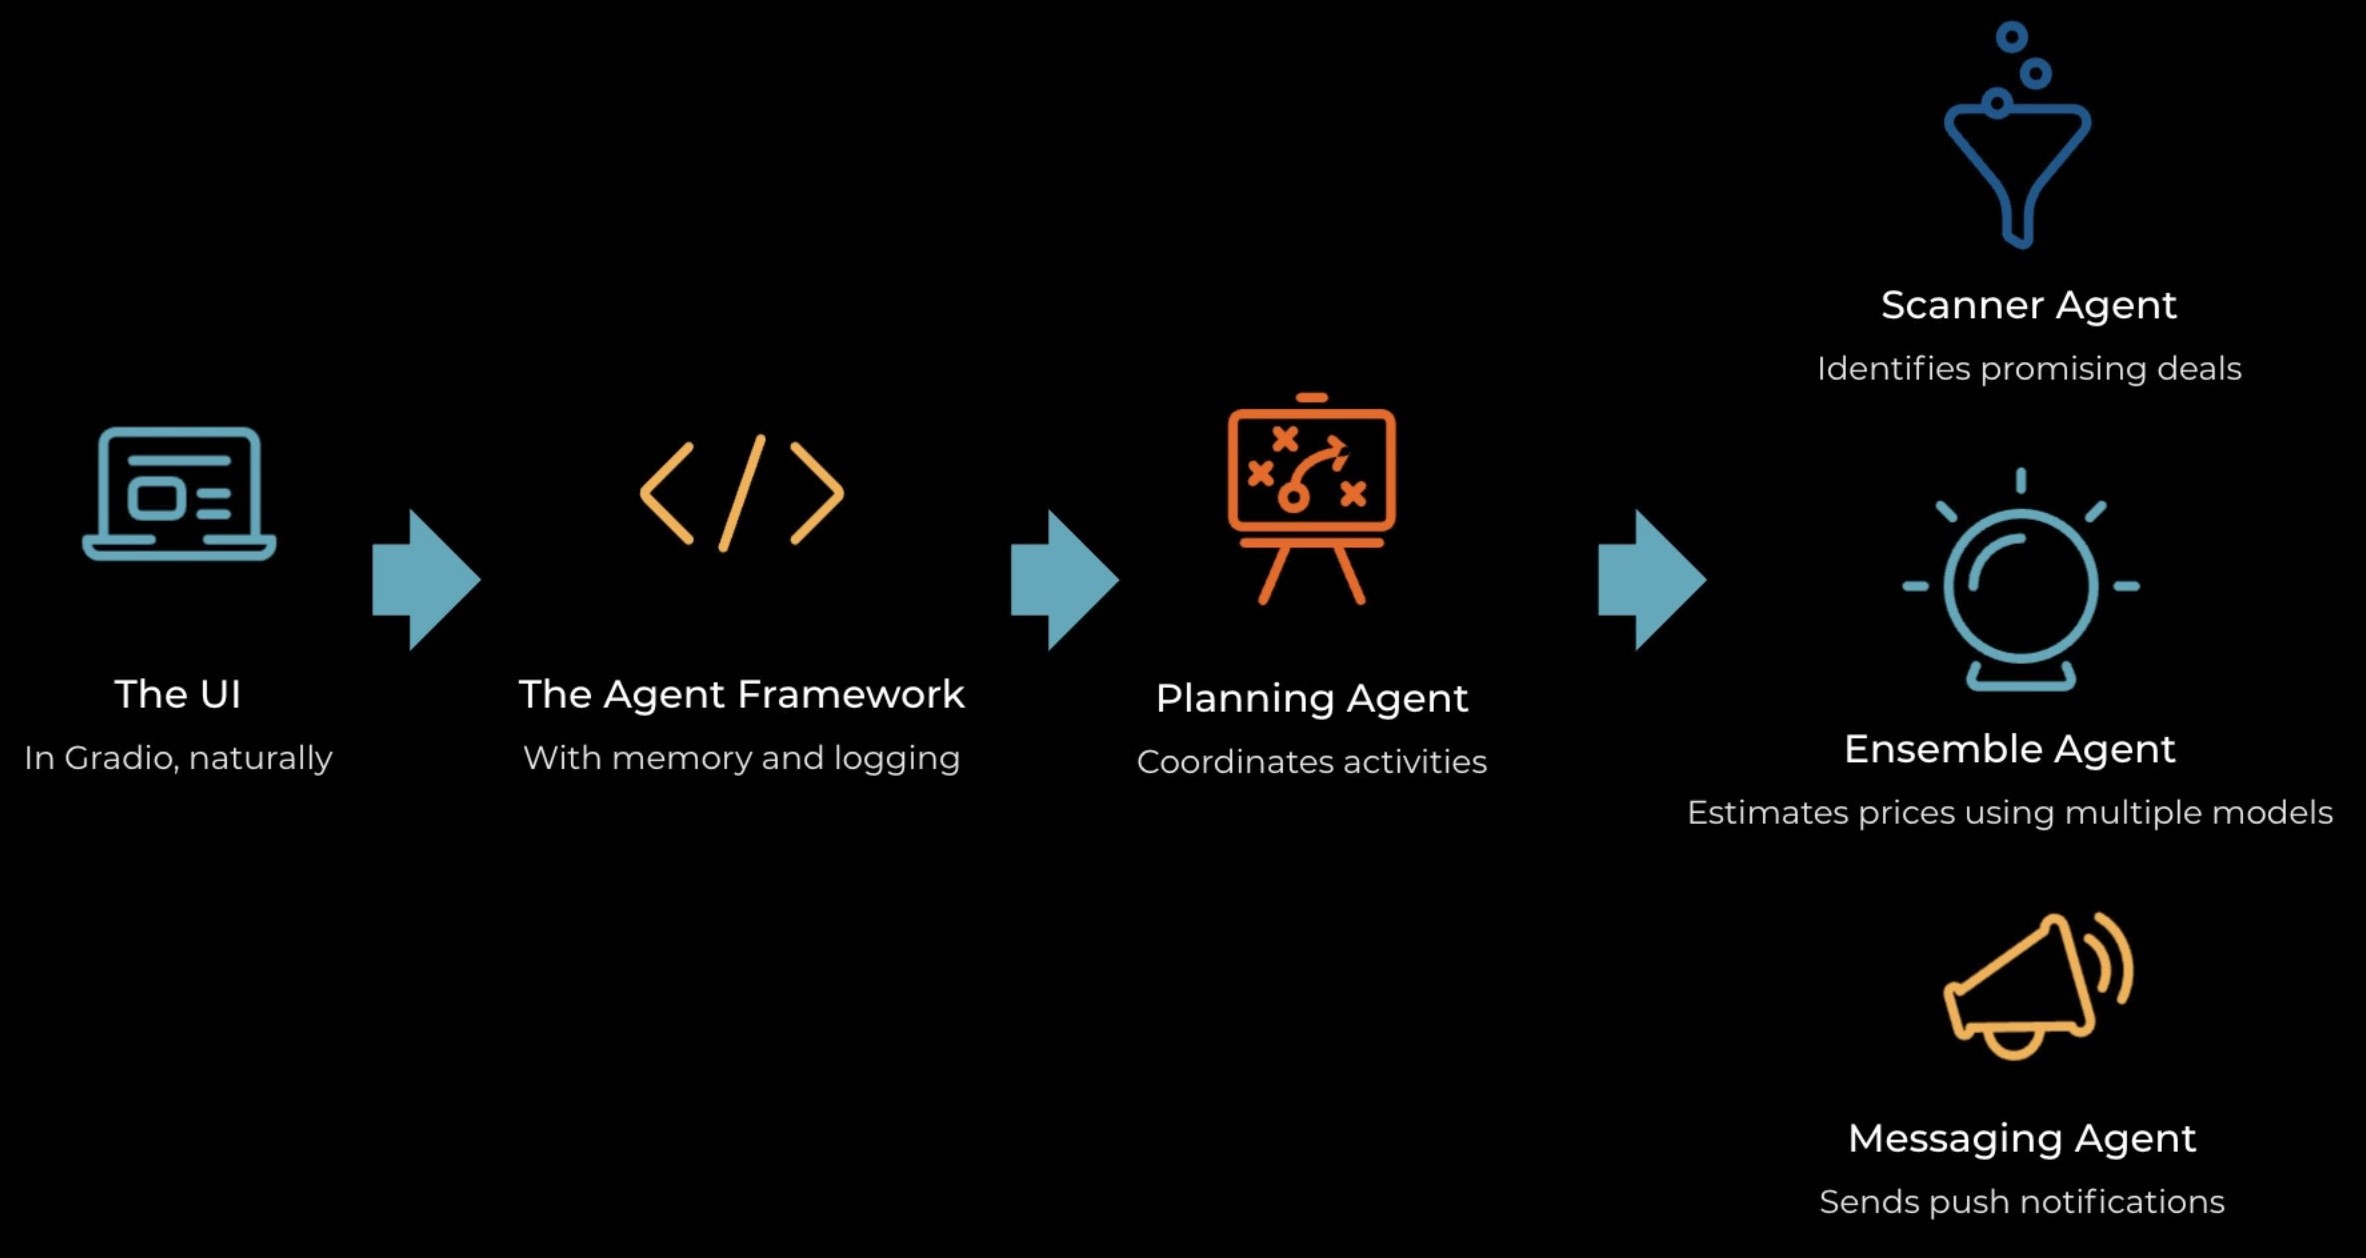 The UI
In Gradio, naturally
The Agent Framework
With memory and logging
Planning Agent
Coordinates activities
Scanner Agent
Identifies promising deals
Ensemble Agent
Estimates prices using multiple models
Messaging Agent
Sends push notifications